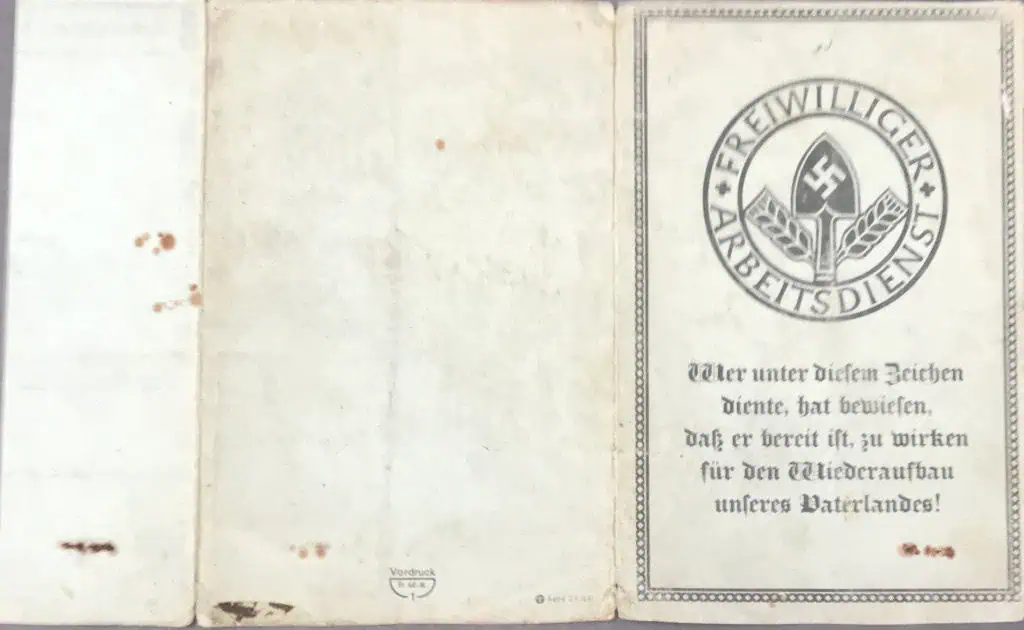 Vordruck
1
FREIWILLIGER
ARBEITSDIENST
Wer unter dieſem Zeichen
diente, hat bewieſen,
daß er bereit iſt, zu wirken
für den Wiederaufbau
unſeres Vaterlandes!